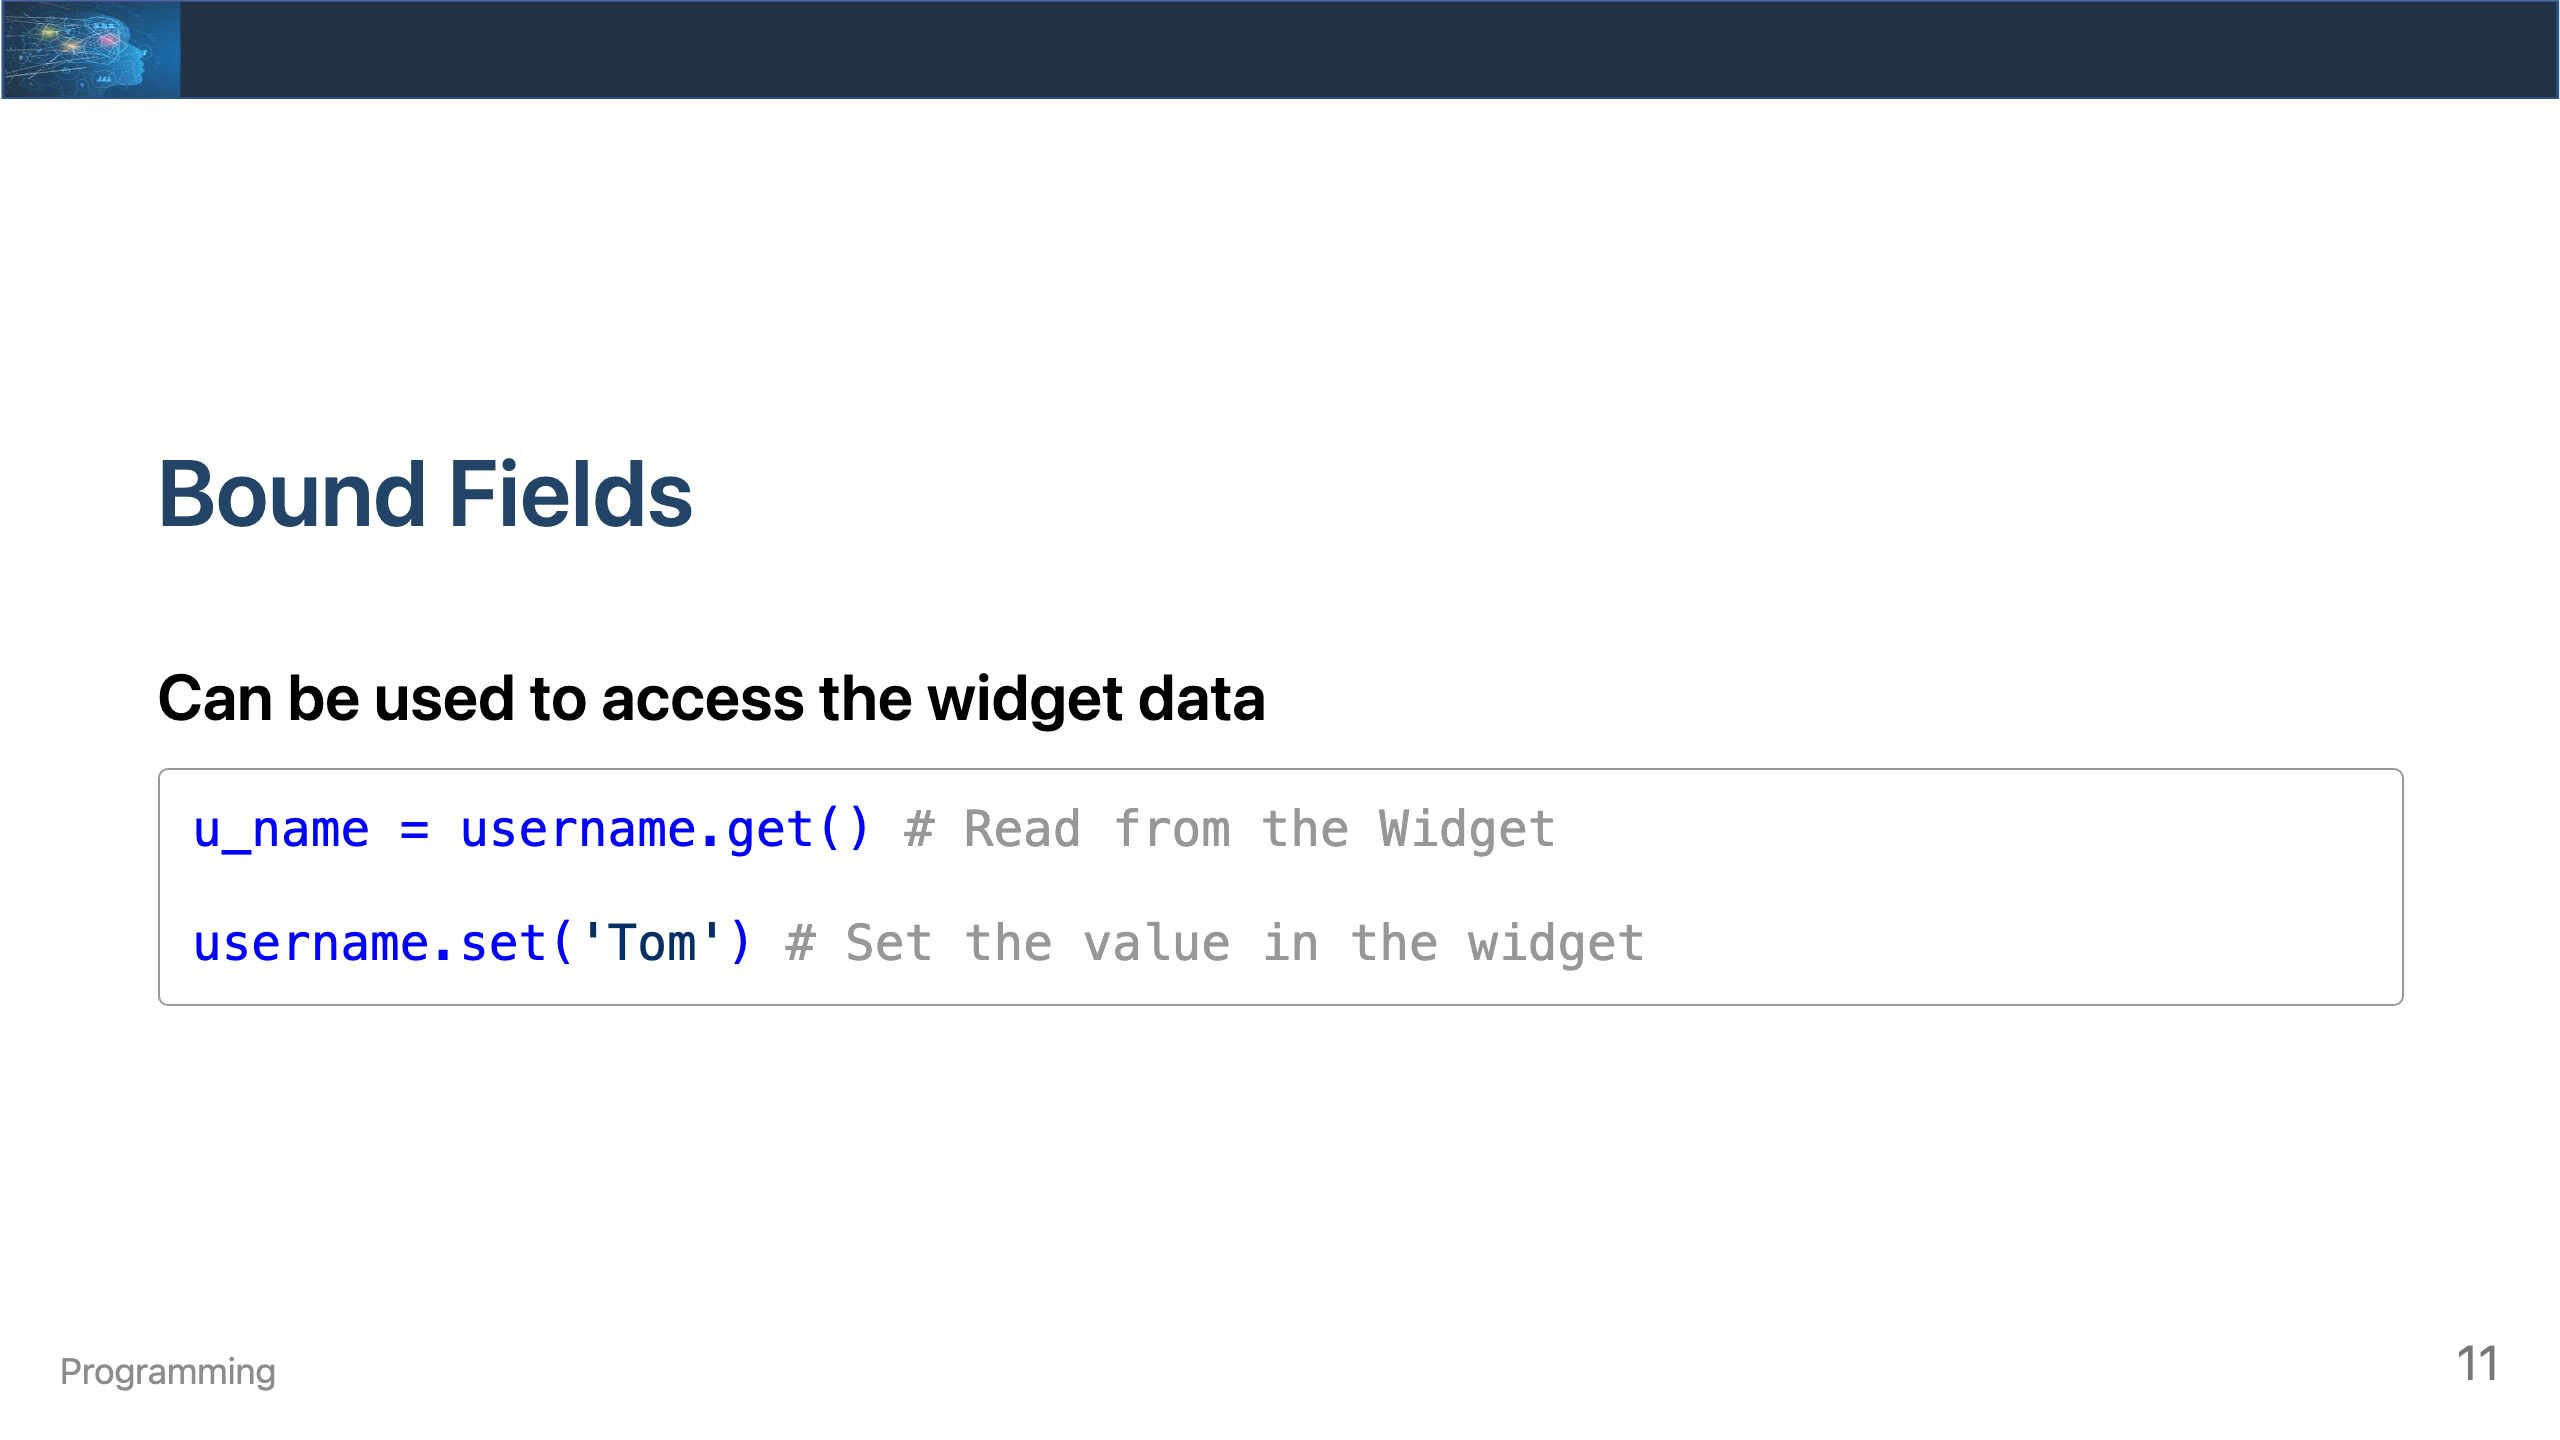 Bound Fields
Can be used to access the widget data
u_name = username.get() # Read from the Widget
username.set('Tom') # Set the value in the widget
Programming
11